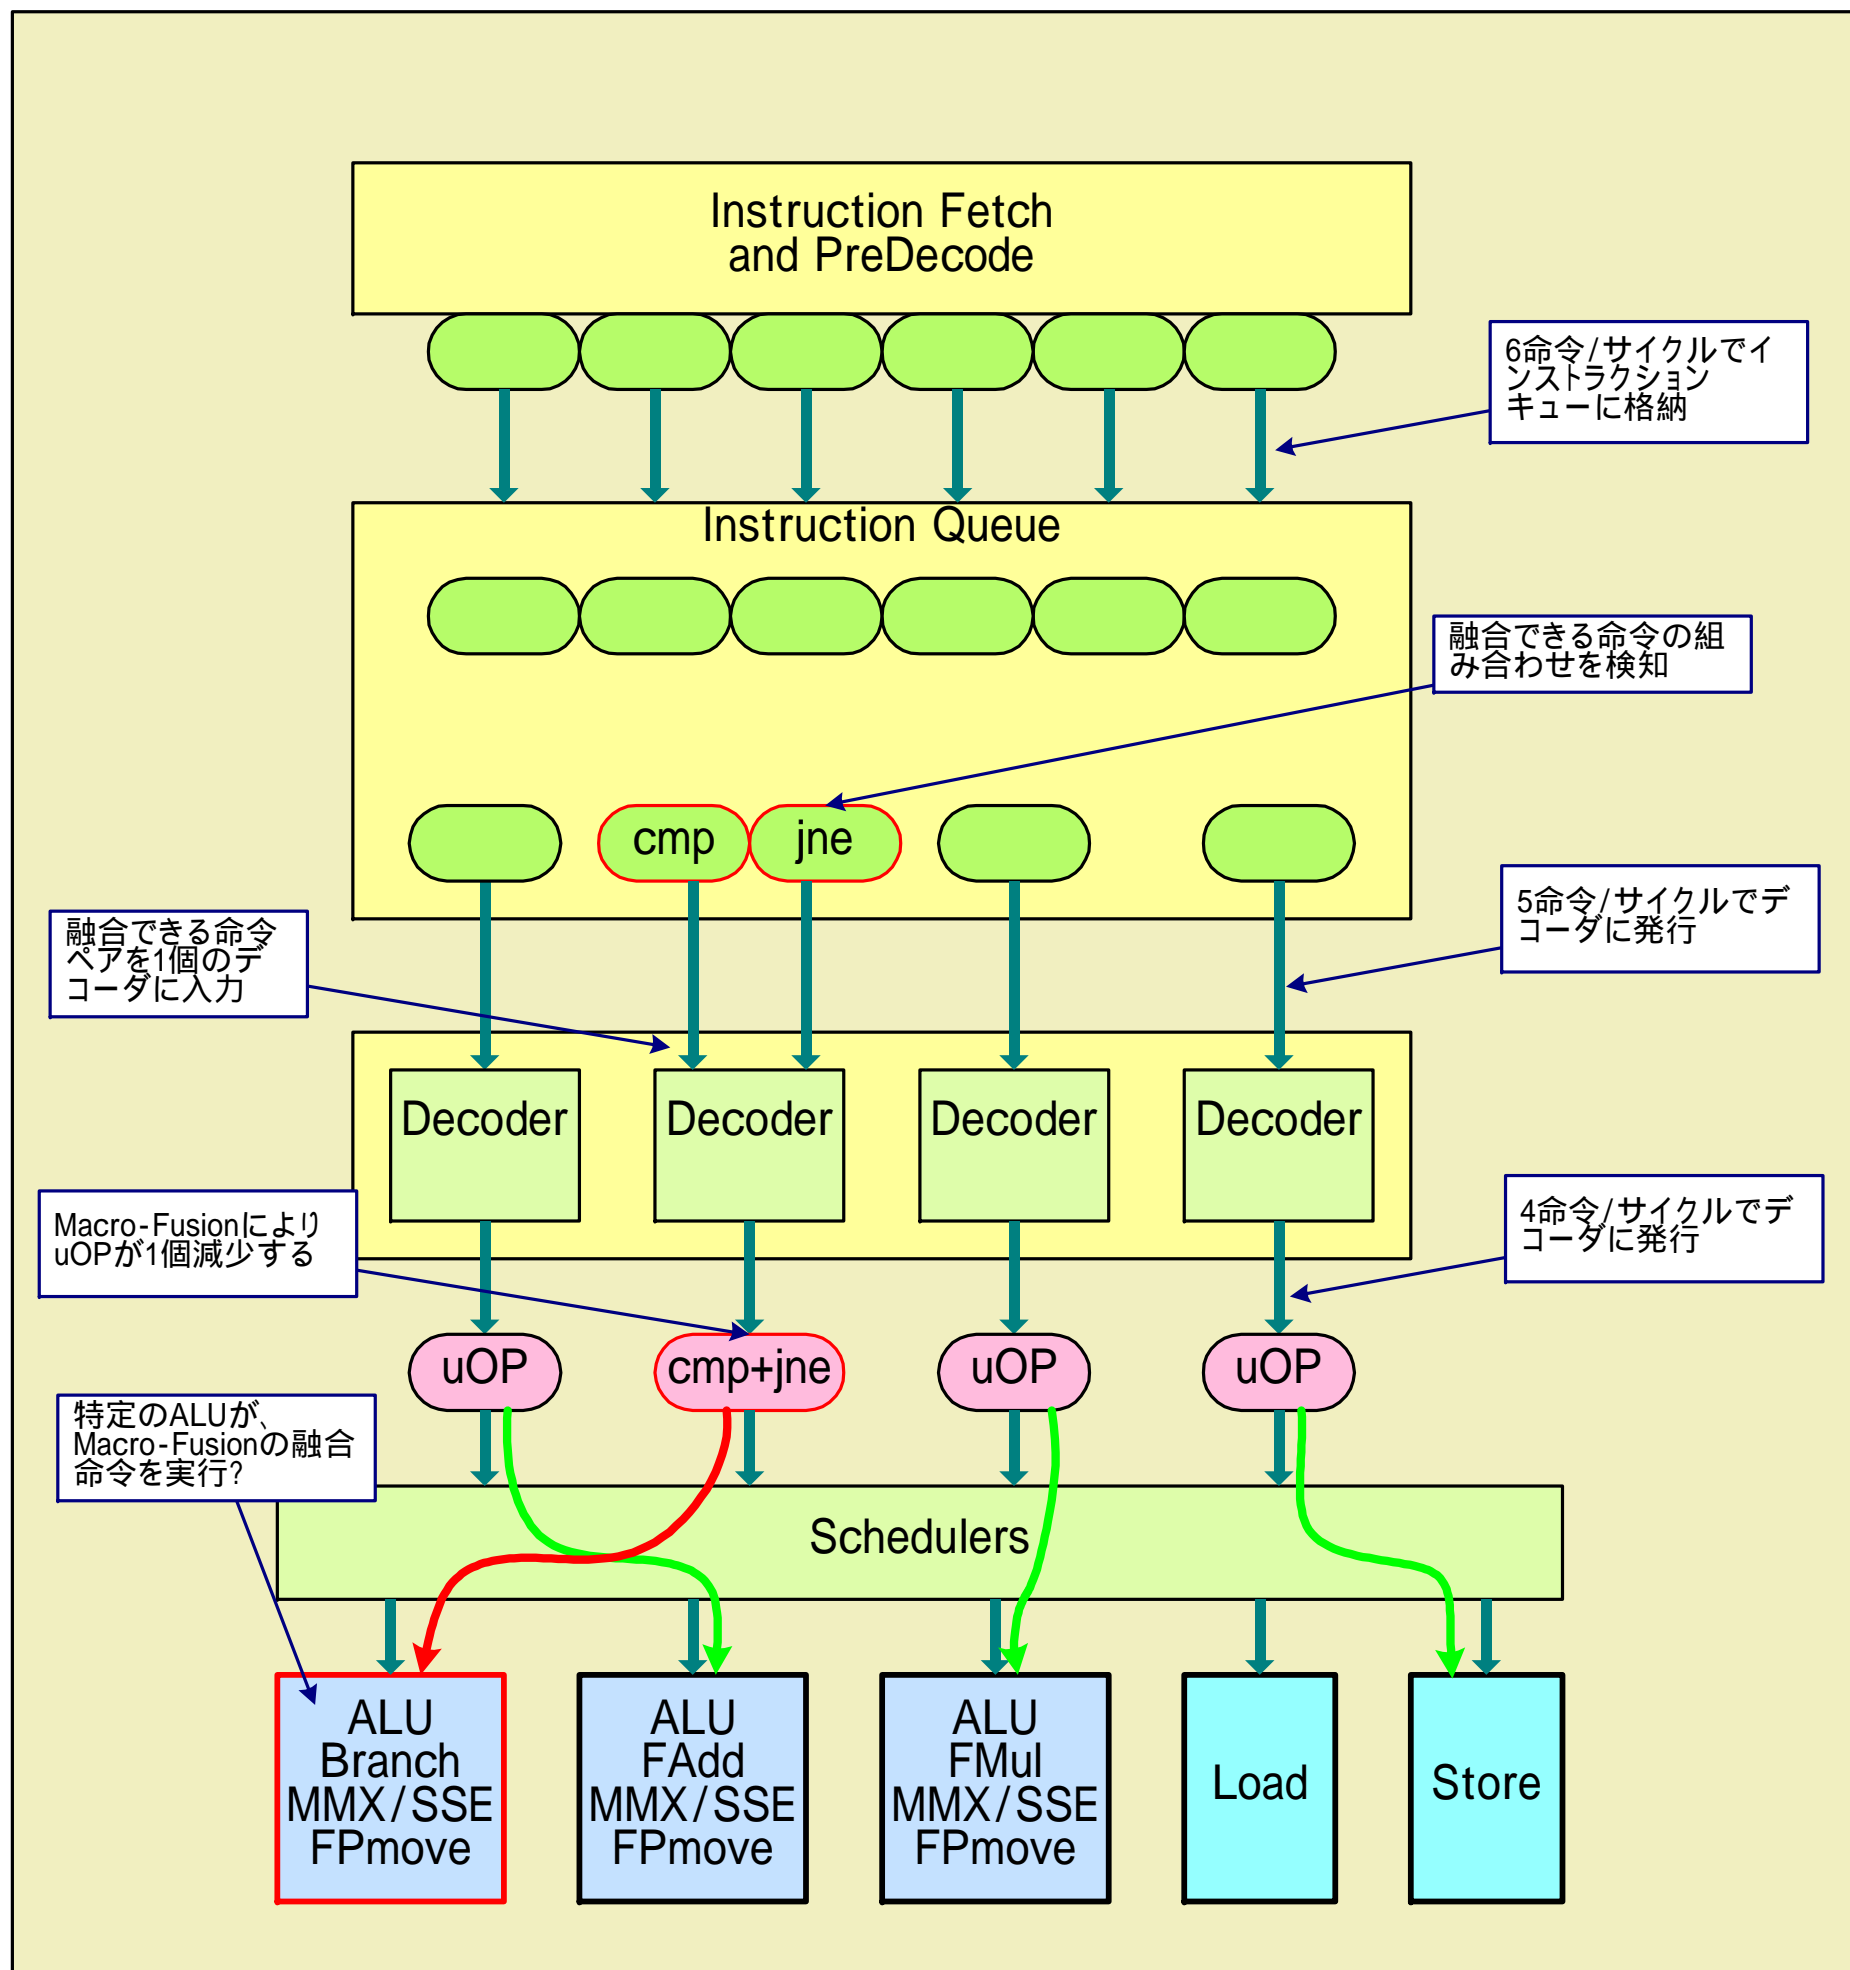 Instruction Fetch
and PreDecode
6命令/サイクルでイ
ンストラクション
キューに格納
Instruction Queue
融合できる命令の組
み合わせを検知
cmp
jne
5命令/サイクルでデ
コーダに発行
融合できる命令
ペアを1個のデ
コーダに入力
Decoder
Decoder
Decoder
Decoder
4命令/サイクルでデ
コーダに発行
Macro-Fusionにより
uOPが1個減少する
uOP
cmp+jne
uOP
uOP
特定のALUが、
Macro-Fusionの融合
命令を実行?
Schedulers
ALU
Branch
MMX/SSE
FPmove
ALU
FAdd
MMX/SSE
FPmove
ALU
FMul
MMX/SSE
FPmove
Load
Store